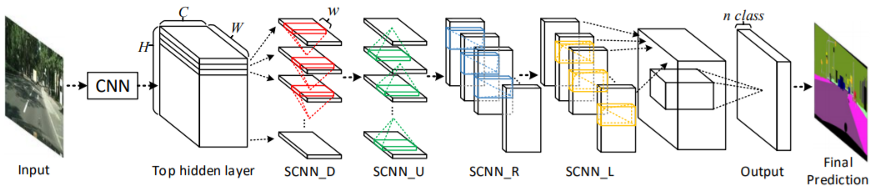 C
W
H
w
n class
CNN
Input
Top hidden layer
SCNN_D
SCNN_U
SCNN_R
SCNN_L
Output
Final
Prediction